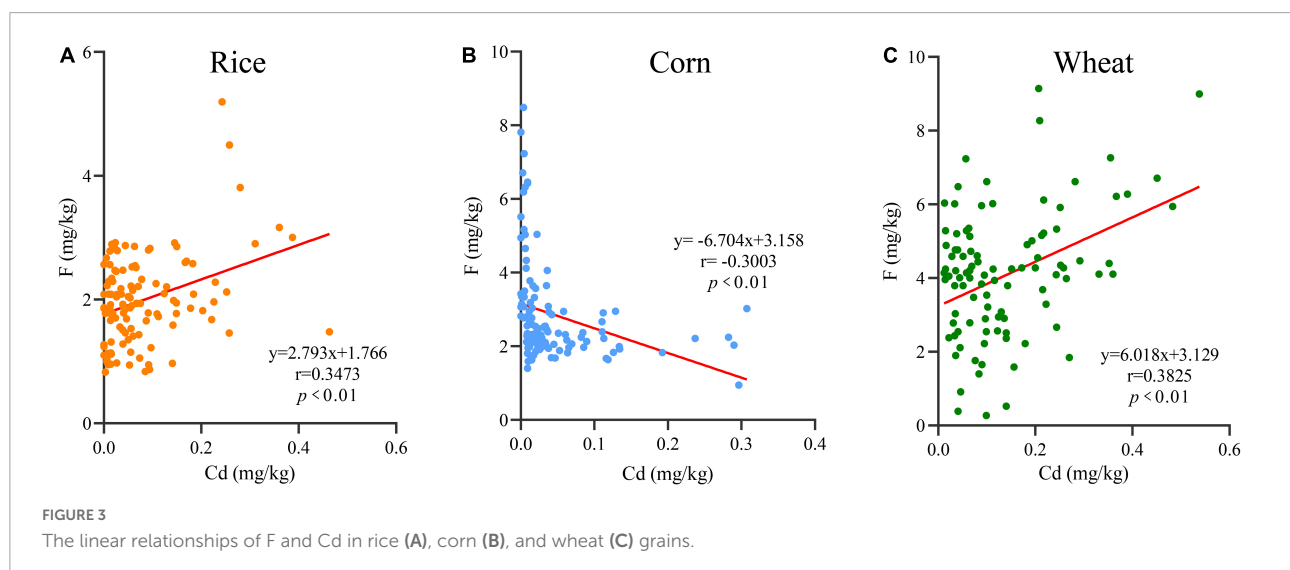 A
Rice
6
4
2
0
F (mg/kg)
y=2.793x+1.766
r=0.3473
p < 0.01
0.0
0.2
0.4
0.6
Cd (mg/kg)
B
Corn
10
8
6
4
2
0
F (mg/kg)
y= -6.704x+3.158
r= -0.3003
p < 0.01
0.0
0.1
0.2
0.3
0.4
Cd (mg/kg)
C
Wheat
10
8
6
4
2
0
F (mg/kg)
y=6.018x+3.129
r=0.3825
p < 0.01
0.0
0.2
0.4
0.6
Cd (mg/kg)
FIGURE 3
The linear relationships of F and Cd in rice (A), corn (B), and wheat (C) grains.